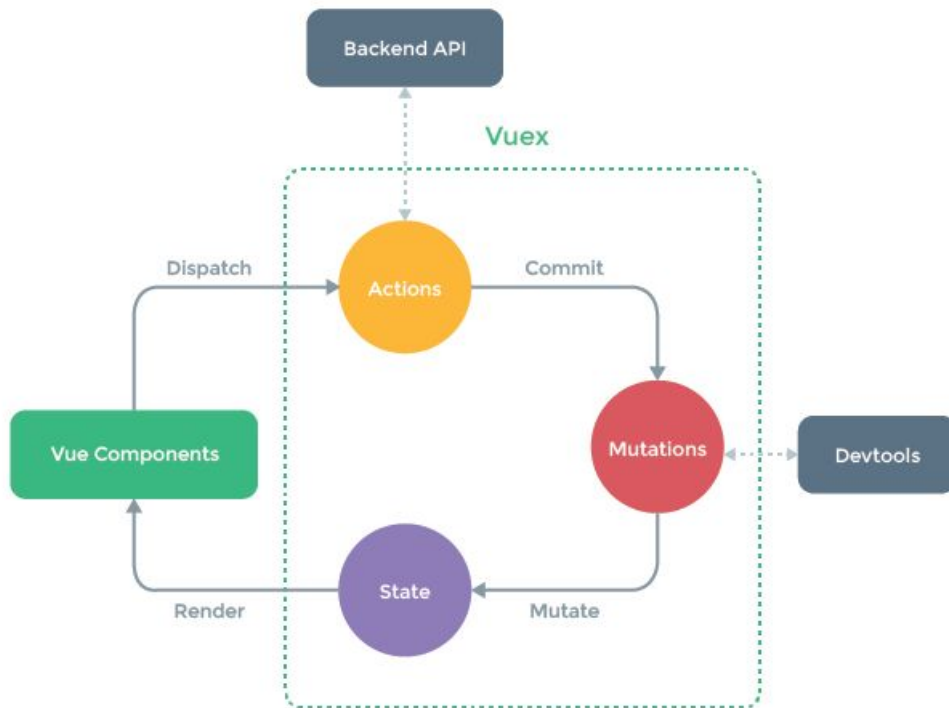 Backend API
Vuex
Dispatch
Actions
Commit
Vue Components
Mutations
Devtools
State
Render
Mutate